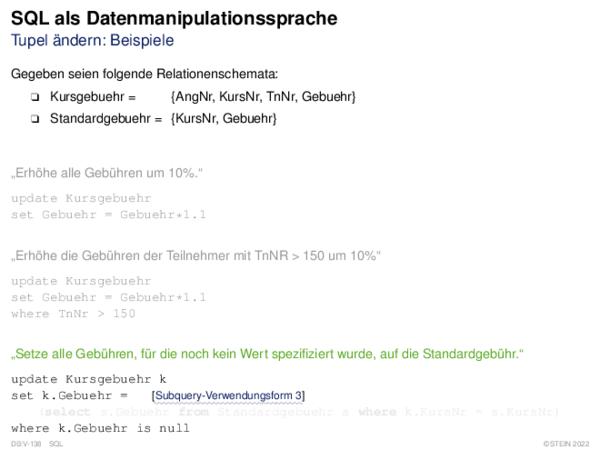 SQL als Datenmanipulationssprache
Tupel ändern: Beispiele
Gegeben seien folgende Relationenschemata:
❑ Kursgebuehr = {AngNr, KursNr, TnNr, Gebuehr}
❑ Standardgebuehr = {KursNr, Gebuehr}
„Erhöhe alle Gebühren um 10%.“
update Kursgebuehr
set Gebuehr = Gebuehr*1.1
„Erhöhe die Gebühren der Teilnehmer mit TnNR > 150 um 10%“
update Kursgebuehr
set Gebuehr = Gebuehr*1.1
where TnNr > 150
„Setze alle Gebühren, für die noch kein Wert spezifiziert wurde, auf die Standardgebühr.“
update Kursgebuehr k
set k.Gebuehr = [Subquery-Verwendungsform 3]
(select s.Gebuehr from Standardgebuehr s where k.KursNr = s.KursNr)
where k.Gebuehr is null
DB:V-138 SQL ©STEIN 2022